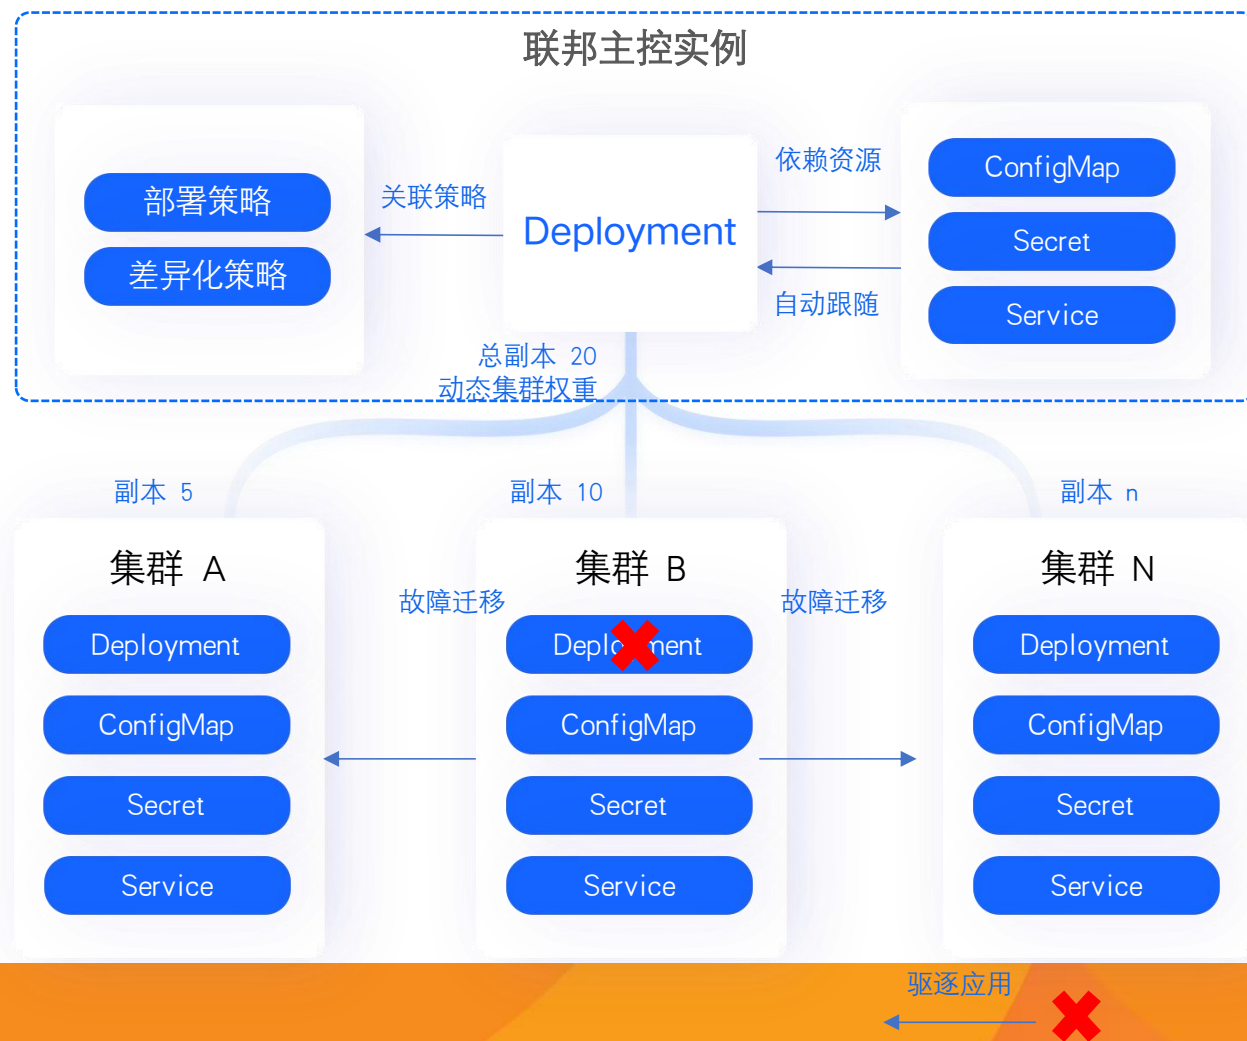 联邦主控实例
部署策略
差异化策略
关联策略
Deployment
依赖资源
自动跟随
ConfigMap
Secret
Service
总副本 20
动态集群权重
副本 5
副本 10
副本 n
集群 A
Deployment
ConfigMap
Secret
Service
故障迁移
集群 B
Deployment
ConfigMap
Secret
Service
故障迁移
集群 N
Deployment
ConfigMap
Secret
Service
驱逐应用